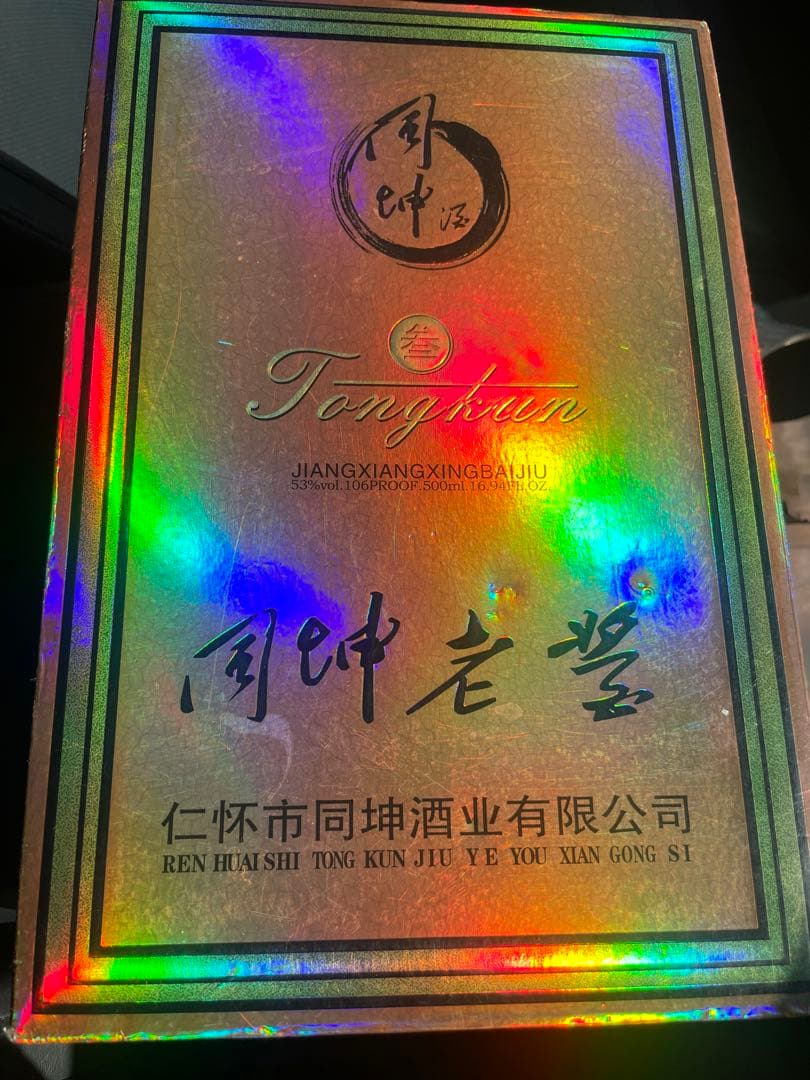 同
坤 酒
叁
Tongkun
JIANGXIANGXINGBAIJIU
53%vol.106PROOF.500ml.16.94FL.OZ
同坤老酱
仁怀市同坤酒业有限公司
REN HUAI SHI TONG KUN JIU YE YOU XIAN GONG SI